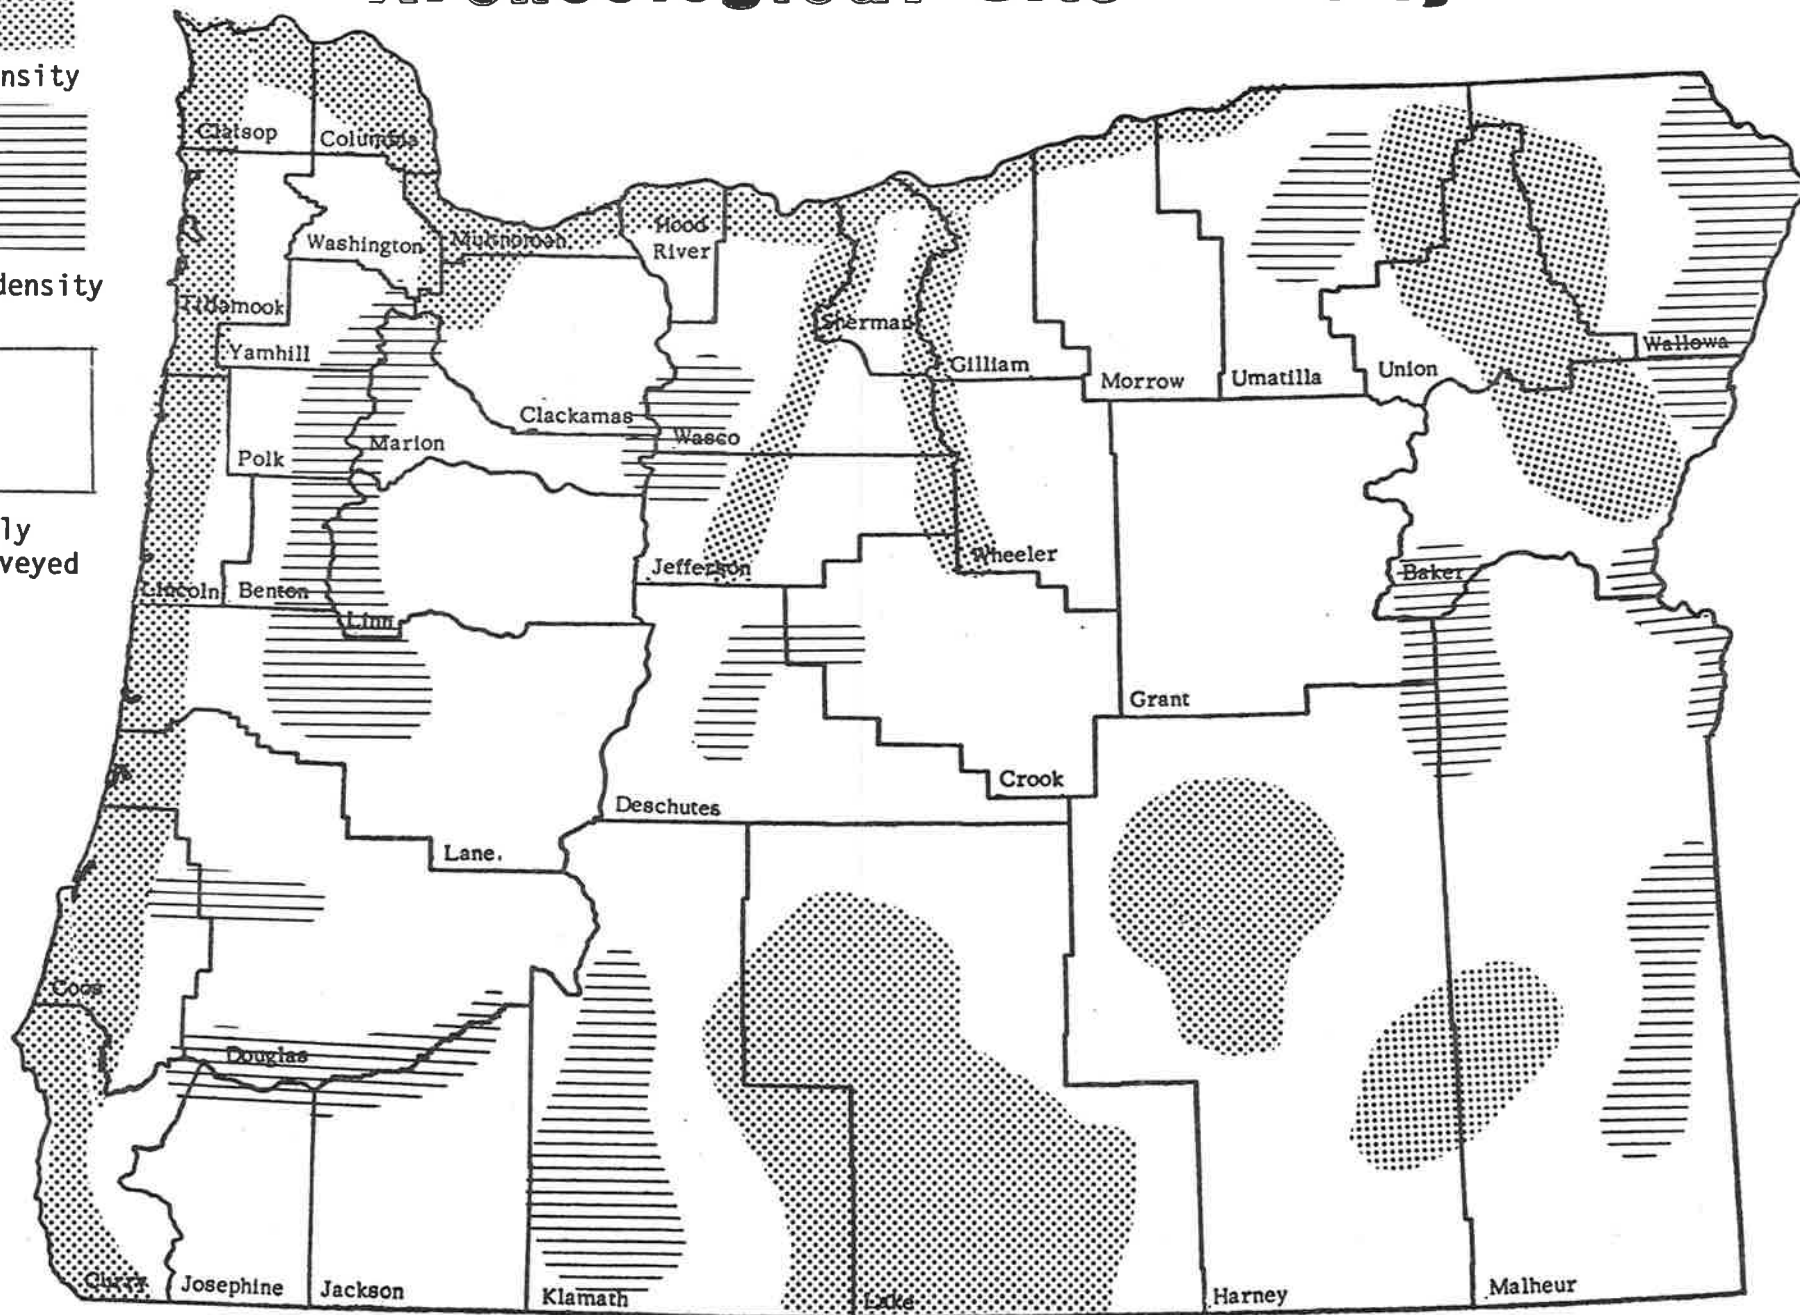 nsity
density
ly
veyed
Clatsop
Columbia
Washington
Multnomah
Hood
River
Tillamook
Yamhill
Sherman
Gilliam
Morrow
Umatilla
Union
Wallowa
Clackamas
Polk
Marion
Wasco
Jefferson
Wheeler
Baker
Lincoln
Benton
Linn
Grant
Crook
Deschutes
Lane.
Coos
Douglas
Curry
Josephine
Jackson
Klamath
Lake
Harney
Malheur